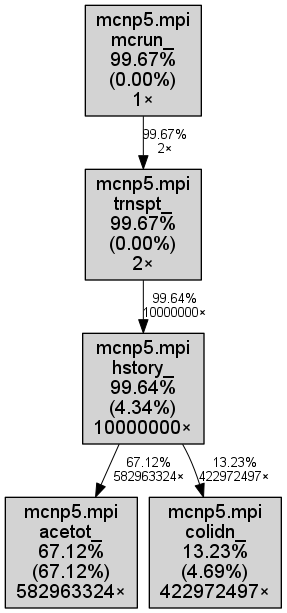 mcnp5.mpi
mcrun_
99.67%
(0.00%)
1×
99.67%
2×
mcnp5.mpi
trnspt_
99.67%
(0.00%)
2×
99.64%
10000000×
mcnp5.mpi
hstory_
99.64%
(4.34%)
10000000×
67.12%
582963324×
13.23%
422972497×
mcnp5.mpi
acetot_
67.12%
(67.12%)
582963324×
mcnp5.mpi
colidn_
13.23%
(4.69%)
422972497×